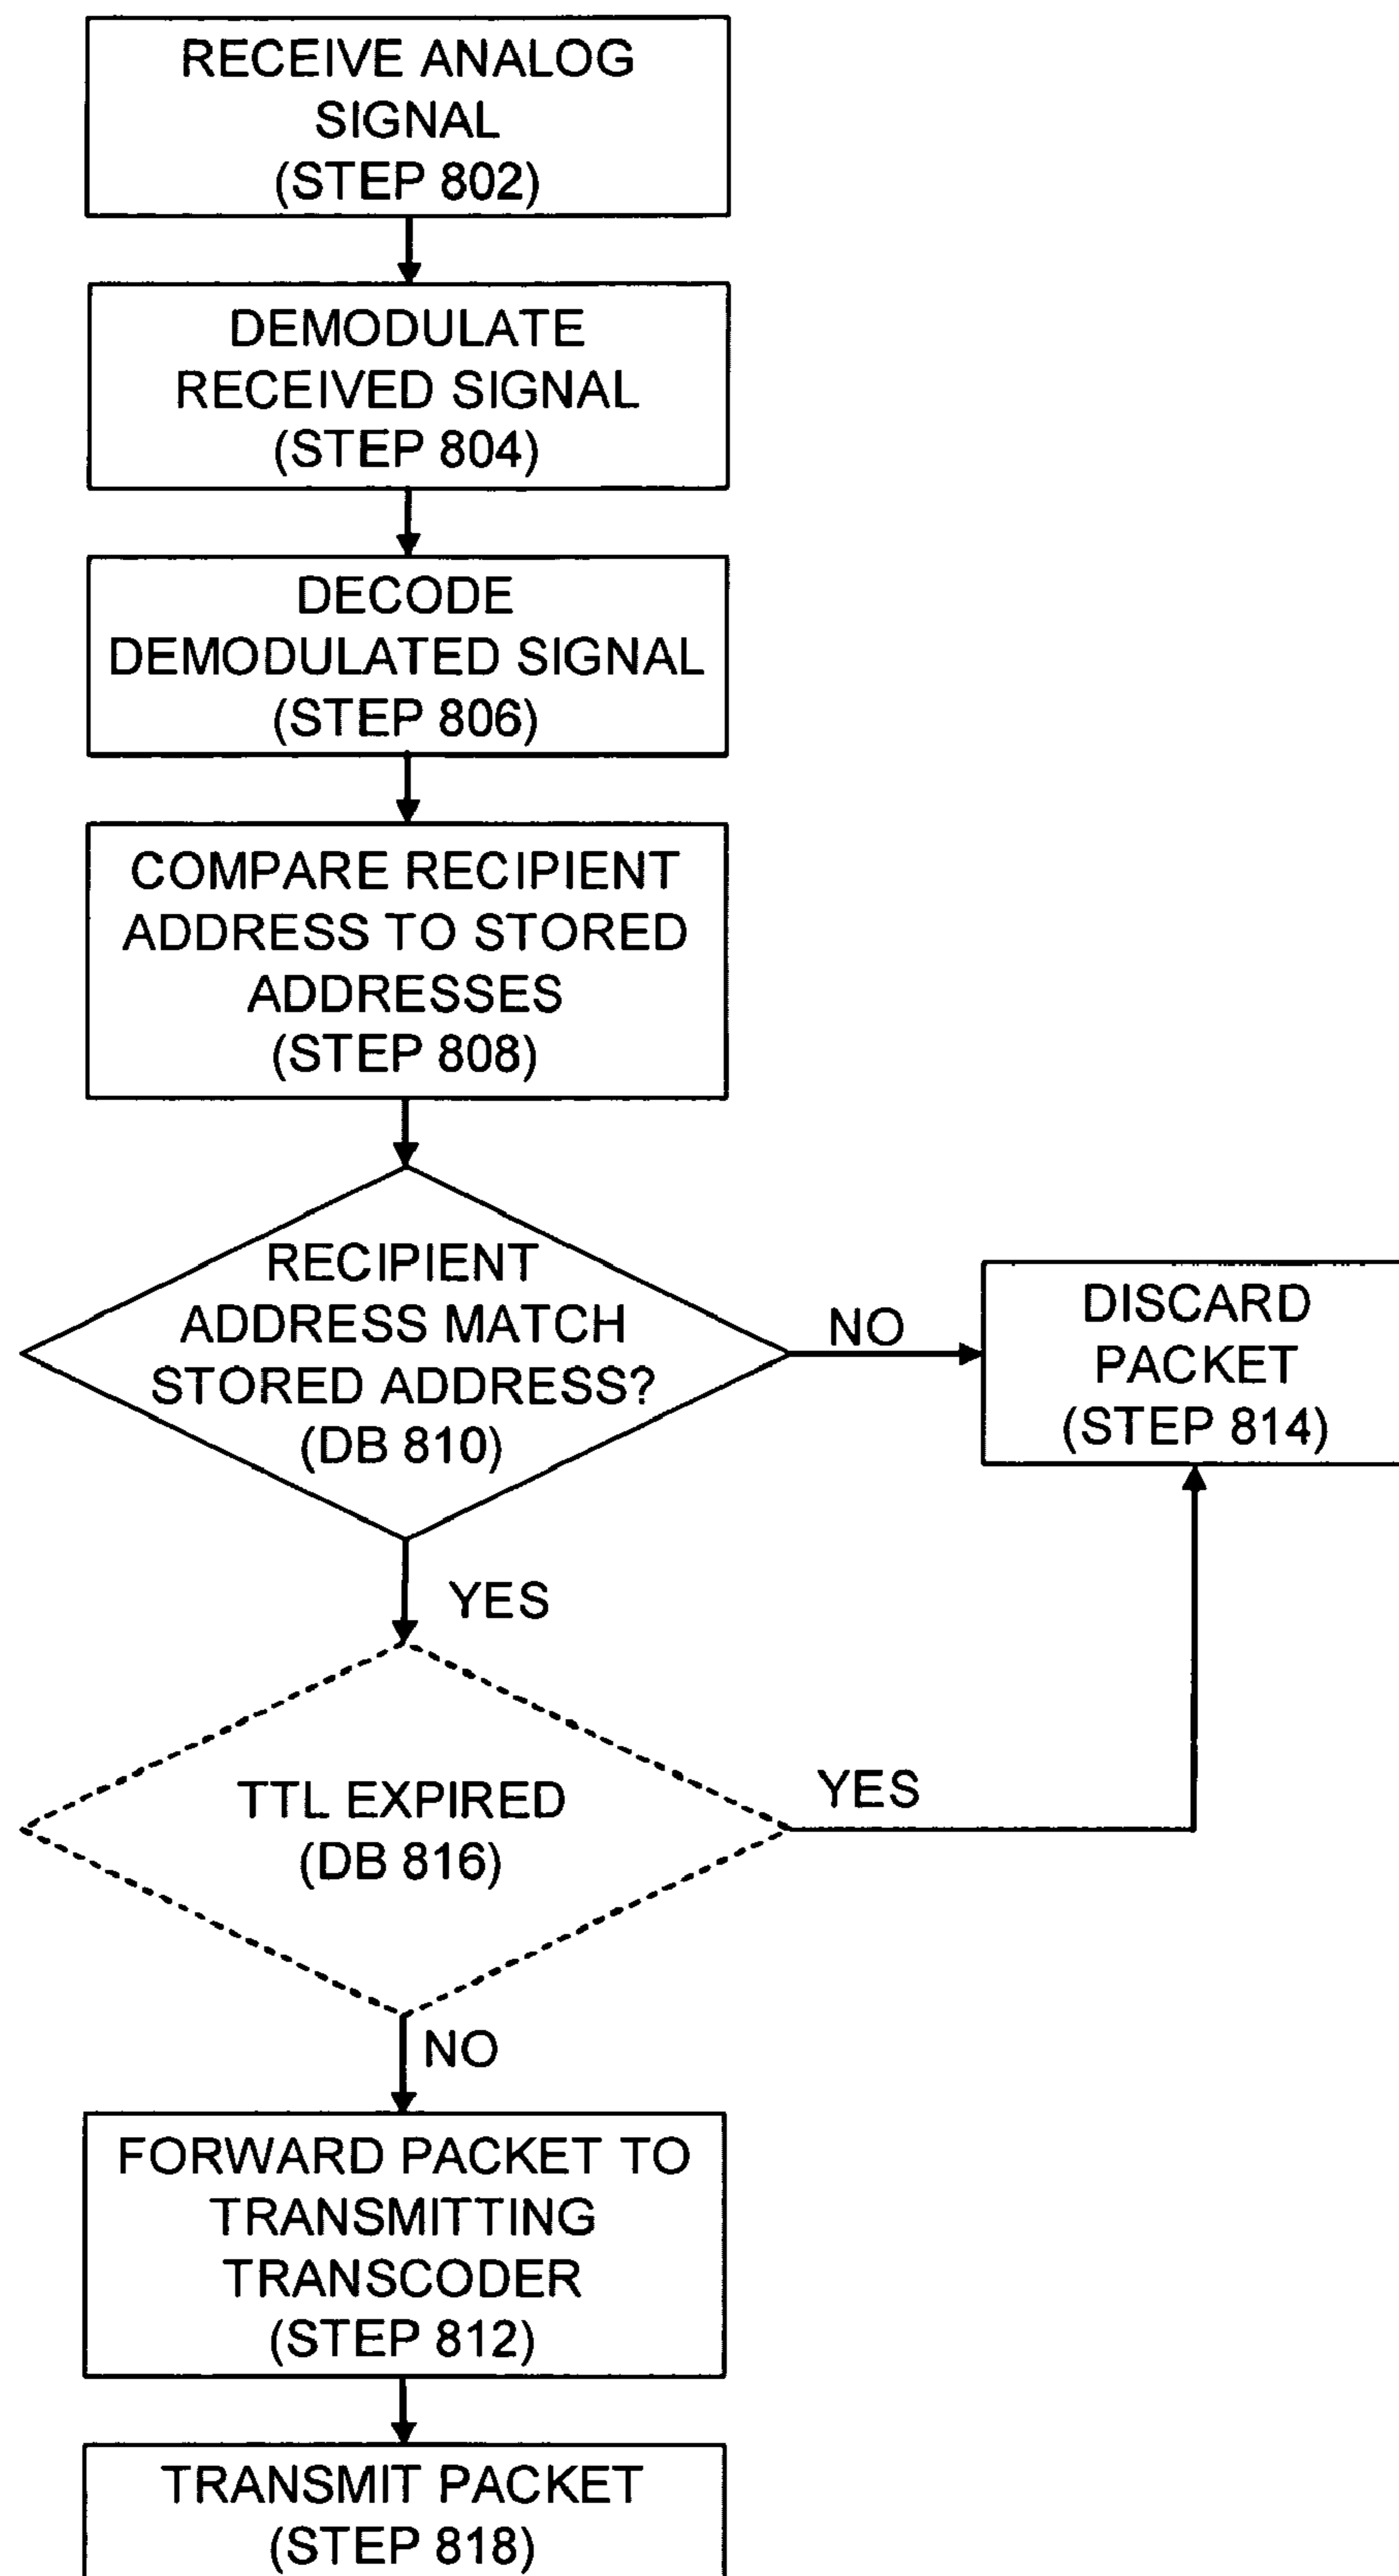 RECEIVE ANALOG
SIGNAL
(STEP 802)
DEMODULATE
RECEIVED SIGNAL
(STEP 804)
DECODE
DEMODULATED SIGNAL
(STEP 806)
COMPARE RECIPIENT
ADDRESS TO STORED
ADDRESSES
(STEP 808)
RECIPIENT
ADDRESS MATCH
STORED ADDRESS?
(DB 810)
NO
DISCARD
PACKET
(STEP 814)
YES
TTL EXPIRED
(DB 816)
YES
NO
FORWARD PACKET TO
TRANSMITTING
TRANSCODER
(STEP 812)
TRANSMIT PACKET
(STEP 818)